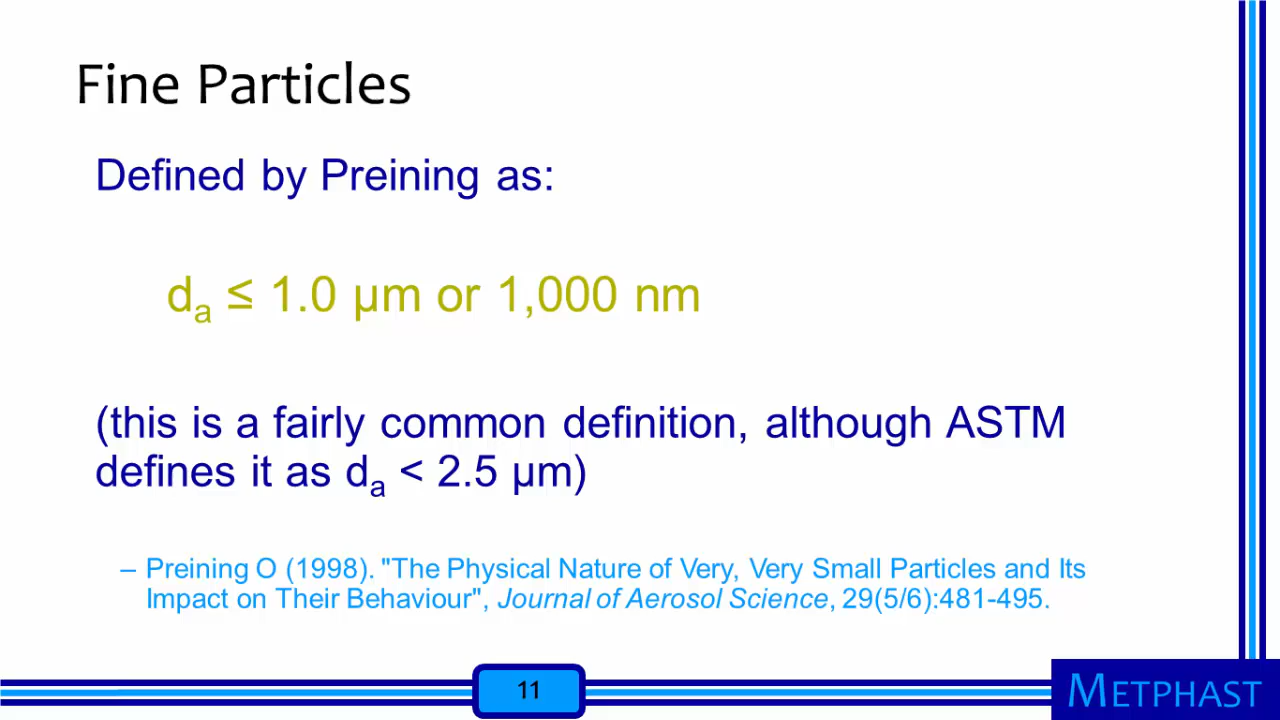 Fine Particles
Defined by Preining as:
dₐ ≤ 1.0 µm or 1,000 nm
(this is a fairly common definition, although ASTM
defines it as dₐ < 2.5 µm)
– Preining O (1998). "The Physical Nature of Very, Very Small Particles and Its
Impact on Their Behaviour", Journal of Aerosol Science, 29(5/6):481-495.
11
METPHAST